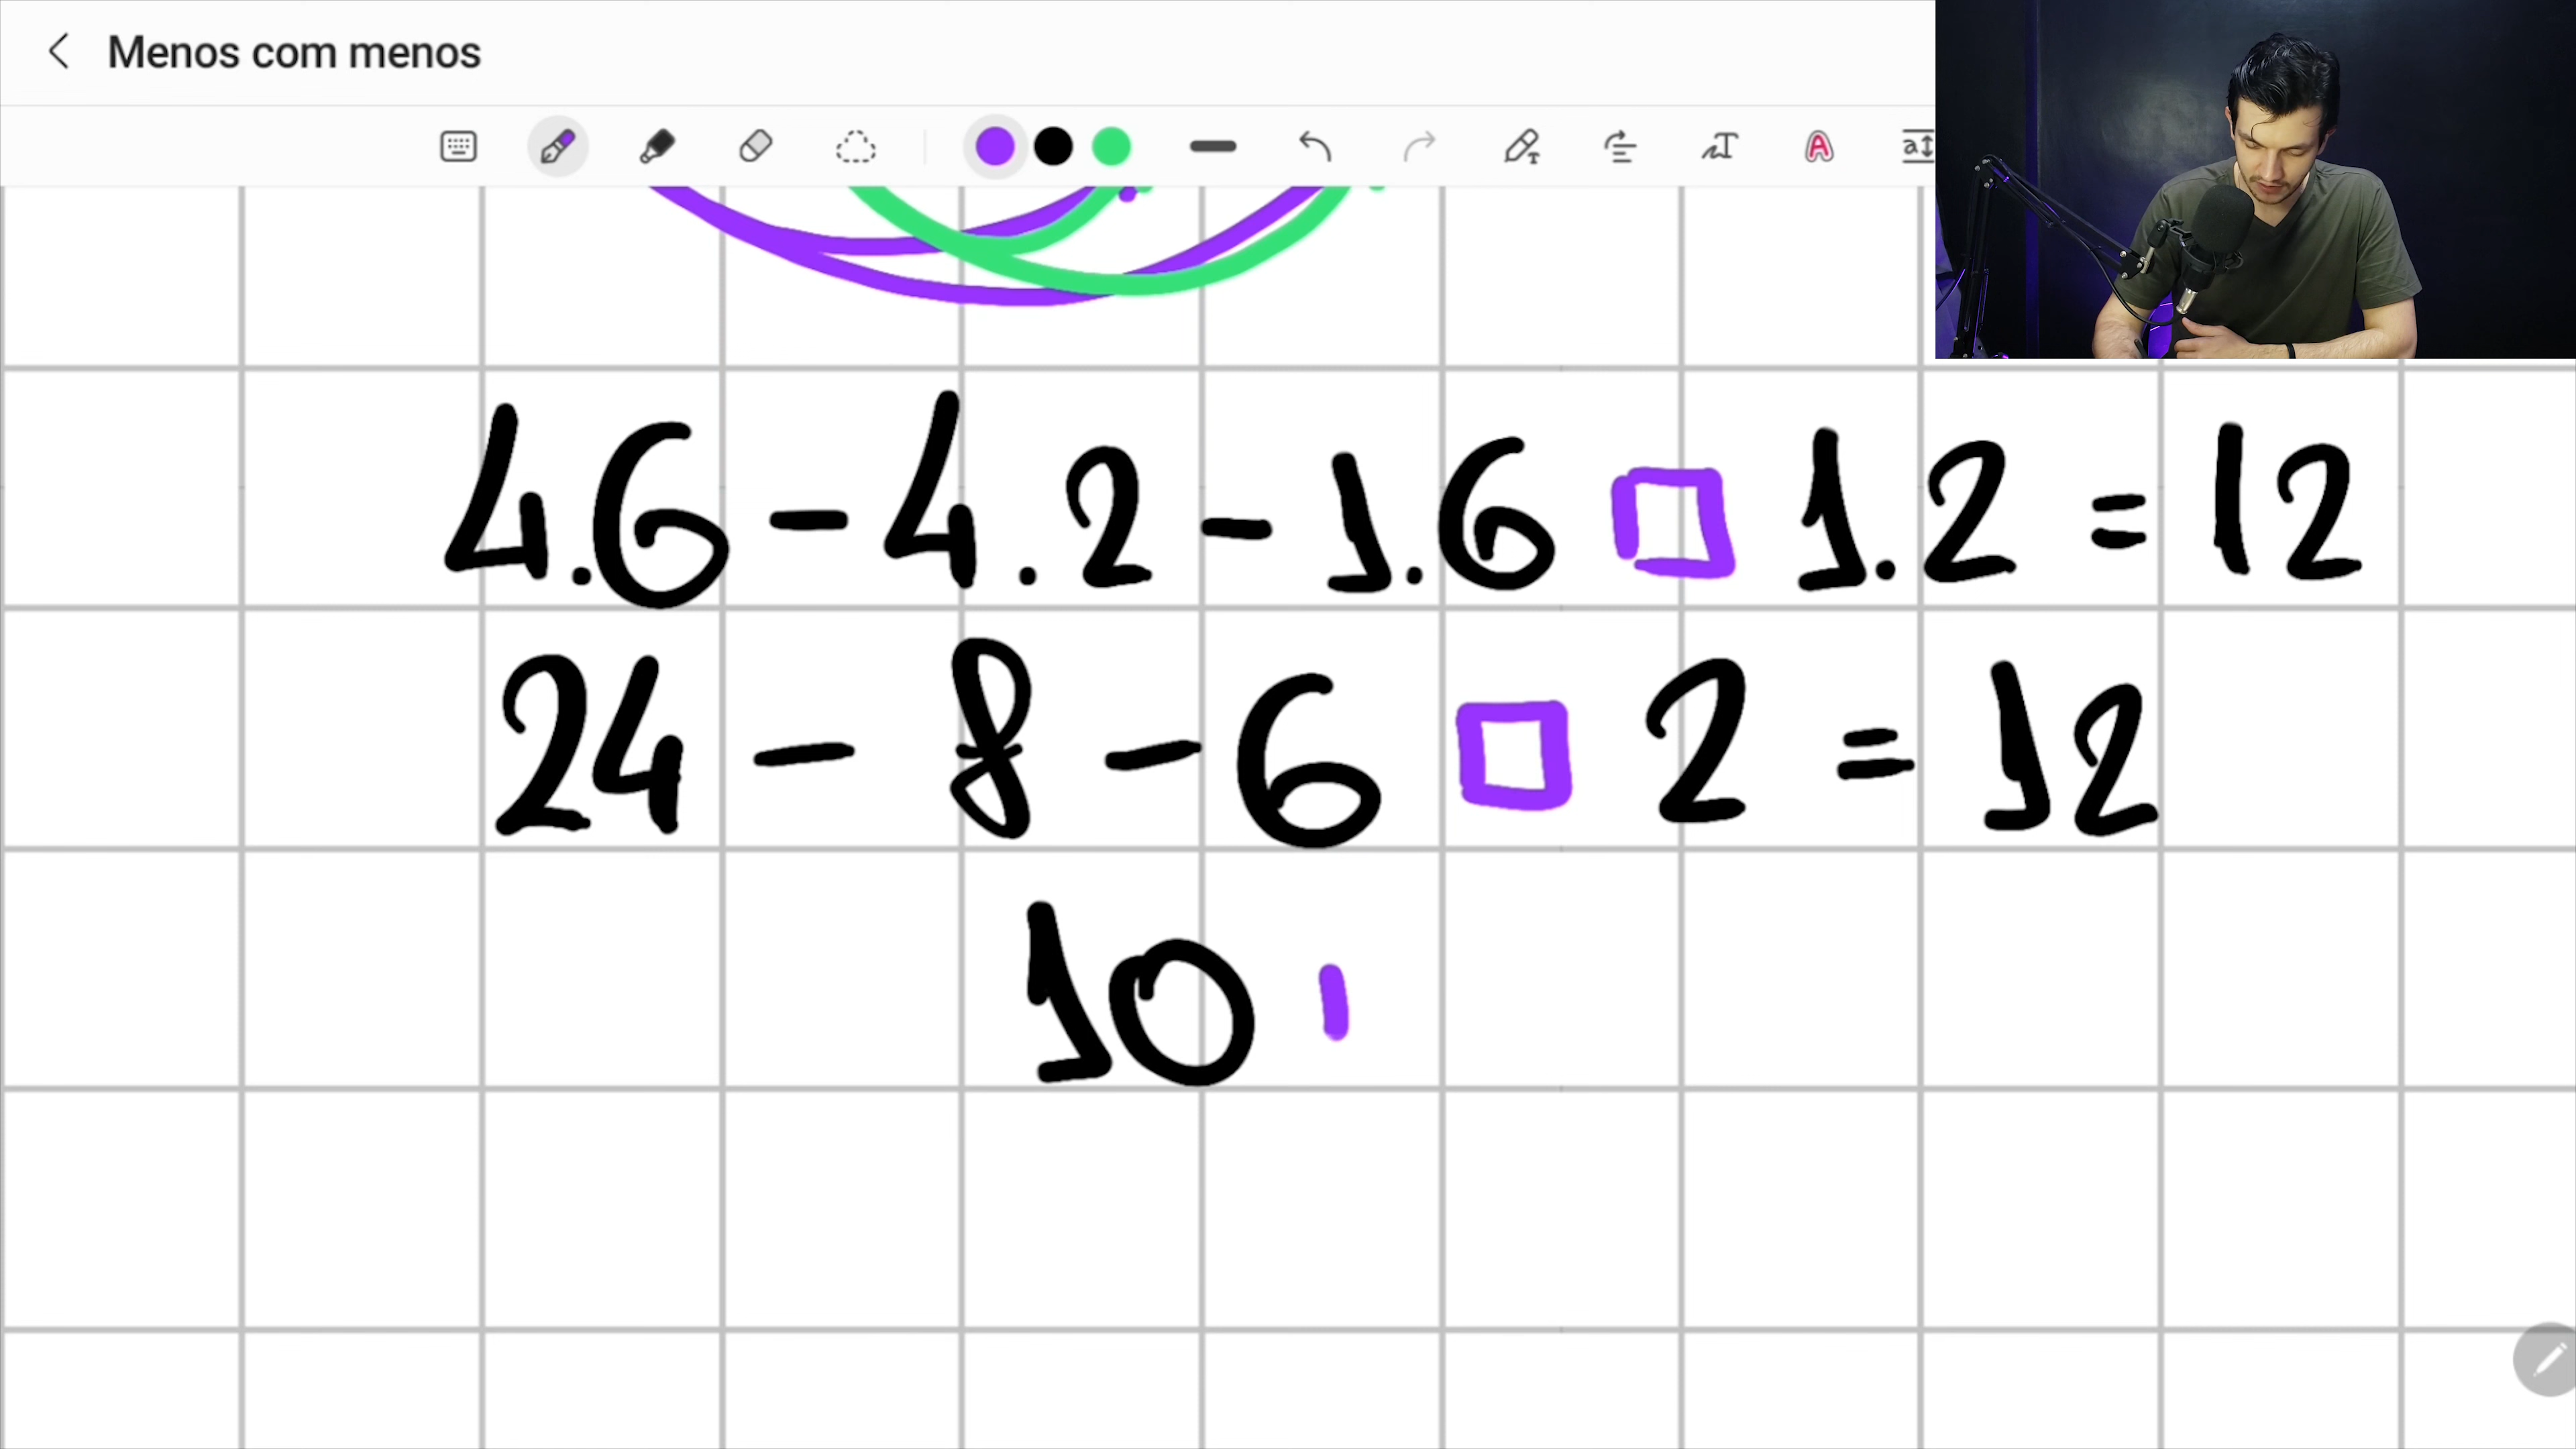 Menos com menos
4.6-4.2-1.6 □ 1.2 = 12
24 - 8 - 6 □ 2 = 12
10